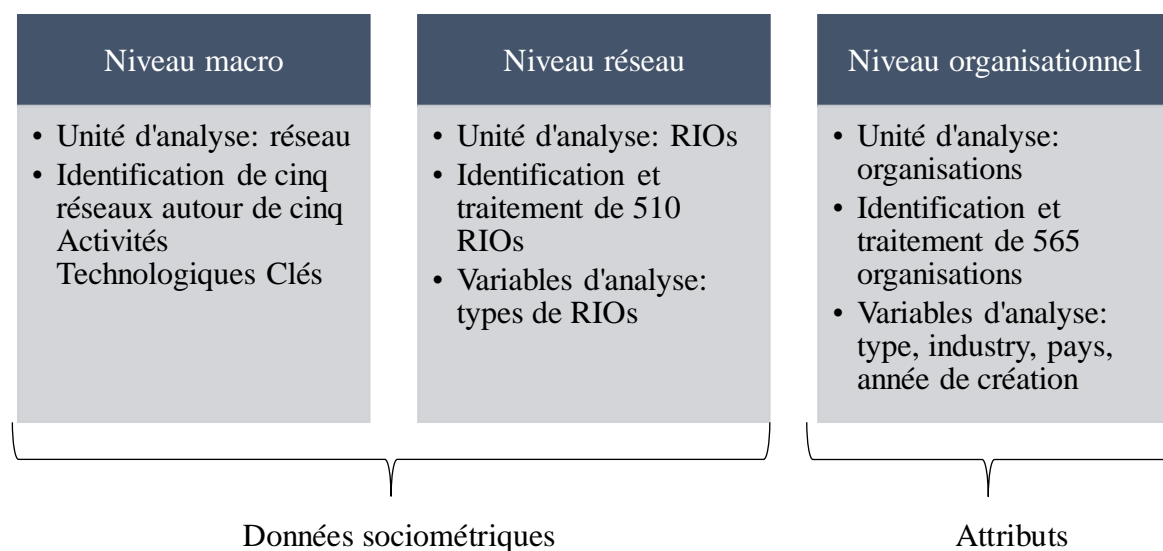 Niveau macro
• Unité d'analyse: réseau
• Identification de cinq
réseaux autour de cinq
Activités
Technologiques Clés
Niveau réseau
• Unité d'analyse: RIOs
• Identification et
traitement de 510
RIOs
• Variables d'analyse:
types de RIOs
Niveau organisationnel
• Unité d'analyse:
organisations
• Identification et
traitement de 565
organisations
• Variables d'analyse:
type, industry, pays,
année de création
Données sociométriques
Attributs